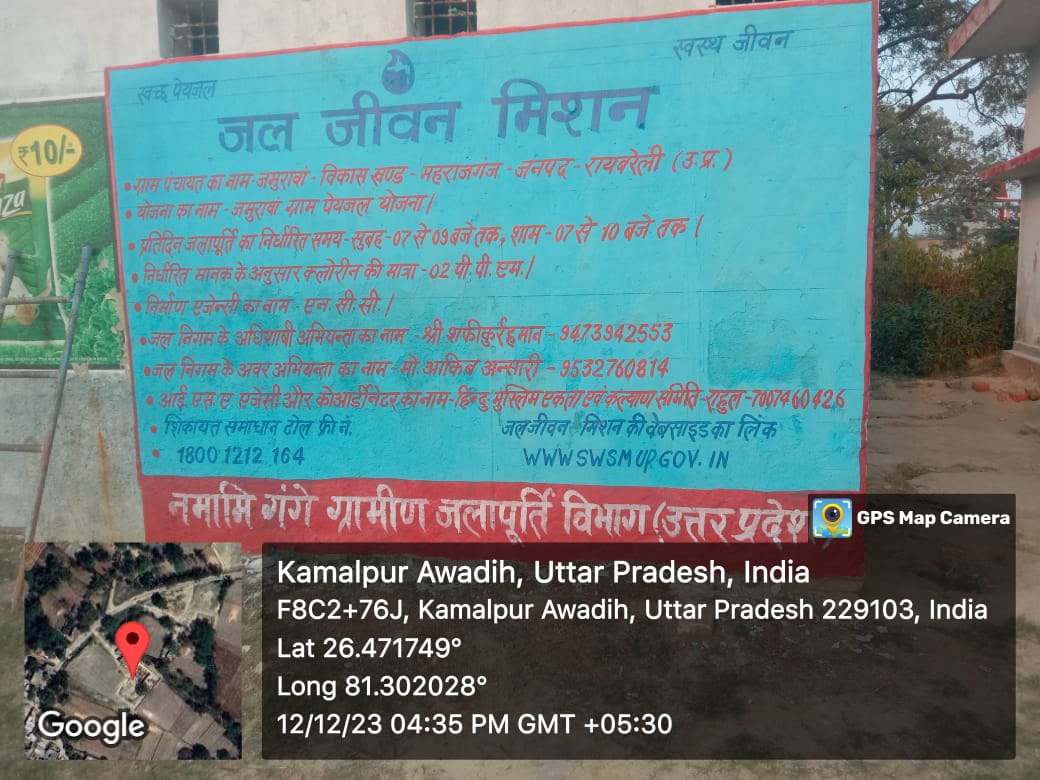 स्वच्छ पेयजल
स्वस्थ जीवन
जल जीवन मिशन
• ग्राम पंचायत का नाम-जमुरावां - विकास खण्ड - महराजगंज - जनपद - रायबरेली (उ.प्र.)
• योजना का नाम - जमुरावां ग्राम पेयजल योजना।
• प्रतिदिन जलापूर्ति का निर्धारित समय-सुबह-07 से 09 बजे तक, शाम-07 से 10 बजे तक।
• निर्धारित मानक के अनुसार क्लोरीन की मात्रा - 02 पी.पी.एम.।
• निर्माण एजेन्सी का नाम - एन.सी.सी.।
• जल निगम के अधिशाषी अभियन्ता का नाम - श्री शफीकुर्रहमान - 9473942553
• जल निगम के अवर अभियन्ता का नाम - मो. आकिब अन्सारी - 9532760814
• आई.एस.ए. एजेंसी और कोआर्डीनेटर का नाम-हिन्दु मुस्लिम एकता एवं कल्याण समिति-राहुल-7007460426
• शिकायत समाधान टोल फ्री नं.
• 1800 1212 164
जल जीवन मिशन की वेबसाइड का लिंक
WWW.SWSMUP.GOV.IN
नमामि गंगे ग्रामीण जलापूर्ति विभाग (उत्तर प्रदेश
₹10/-
GPS Map Camera
Kamalpur Awadih, Uttar Pradesh, India
F8C2+76J, Kamalpur Awadih, Uttar Pradesh 229103, India
Lat 26.471749°
Long 81.302028°
12/12/23 04:35 PM GMT +05:30
Google